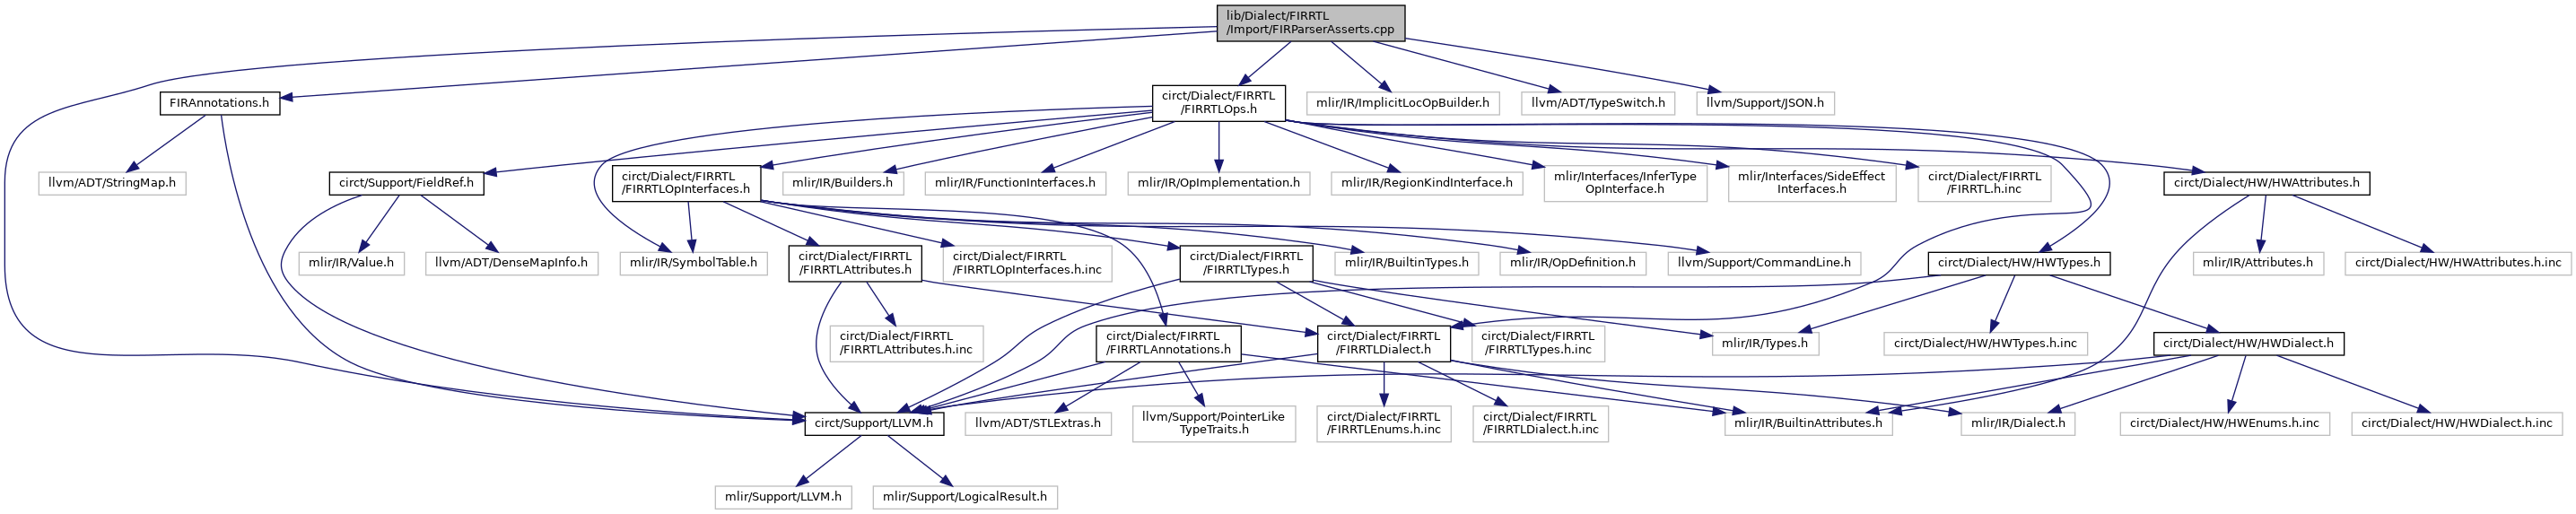 lib/Dialect/FIRRTL
/Import/FIRParserAsserts.cpp
FIRAnnotations.h
circt/Dialect/FIRRTL
/FIRRTLOps.h
mlir/IR/ImplicitLocOpBuilder.h
llvm/ADT/TypeSwitch.h
llvm/Support/JSON.h
llvm/ADT/StringMap.h
circt/Support/FieldRef.h
circt/Dialect/FIRRTL
/FIRRTLOpInterfaces.h
mlir/IR/Builders.h
mlir/IR/FunctionInterfaces.h
mlir/IR/OpImplementation.h
mlir/IR/RegionKindInterface.h
mlir/Interfaces/InferType
OpInterface.h
mlir/Interfaces/SideEffect
Interfaces.h
circt/Dialect/FIRRTL
/FIRRTL.h.inc
circt/Dialect/HW/HWAttributes.h
mlir/IR/Value.h
llvm/ADT/DenseMapInfo.h
mlir/IR/SymbolTable.h
circt/Dialect/FIRRTL
/FIRRTLAttributes.h
circt/Dialect/FIRRTL
/FIRRTLOpInterfaces.h.inc
circt/Dialect/FIRRTL
/FIRRTLTypes.h
mlir/IR/BuiltinTypes.h
mlir/IR/OpDefinition.h
llvm/Support/CommandLine.h
circt/Dialect/HW/HWTypes.h
mlir/IR/Attributes.h
circt/Dialect/HW/HWAttributes.h.inc
circt/Dialect/FIRRTL
/FIRRTLAttributes.h.inc
circt/Dialect/FIRRTL
/FIRRTLAnnotations.h
circt/Dialect/FIRRTL
/FIRRTLDialect.h
circt/Dialect/FIRRTL
/FIRRTLTypes.h.inc
mlir/IR/Types.h
circt/Dialect/HW/HWTypes.h.inc
circt/Dialect/HW/HWDialect.h
circt/Support/LLVM.h
llvm/ADT/STLExtras.h
llvm/Support/PointerLike
TypeTraits.h
circt/Dialect/FIRRTL
/FIRRTLEnums.h.inc
circt/Dialect/FIRRTL
/FIRRTLDialect.h.inc
mlir/IR/BuiltinAttributes.h
mlir/IR/Dialect.h
circt/Dialect/HW/HWEnums.h.inc
circt/Dialect/HW/HWDialect.h.inc
mlir/Support/LLVM.h
mlir/Support/LogicalResult.h